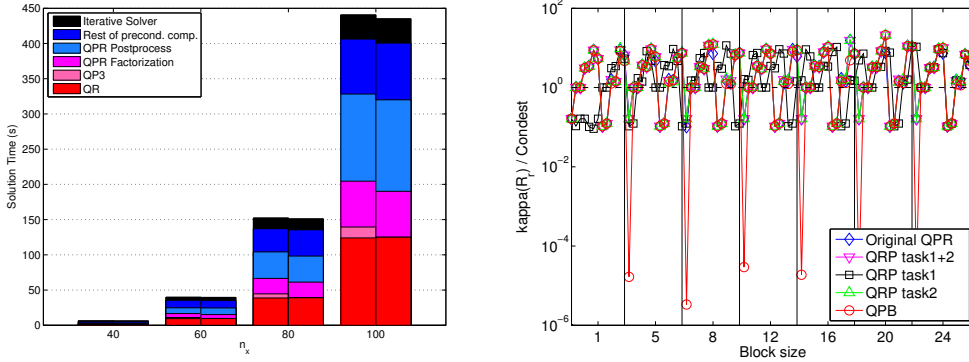 450
400
350
300
250
200
150
100
50
0
Solution Time (s)
Iterative Solver
Rest of precond. comp.
QPR Postprocess
QPR Factorization
QP3
QR
40 60 80 100
n_x
10^2
10^0
10^-2
10^-4
10^-6
kappa(R_r) / Condest
Original QPR
QRP task1+2
QRP task1
QRP task2
QPB
1 5 8 12 16 20 24
Block size